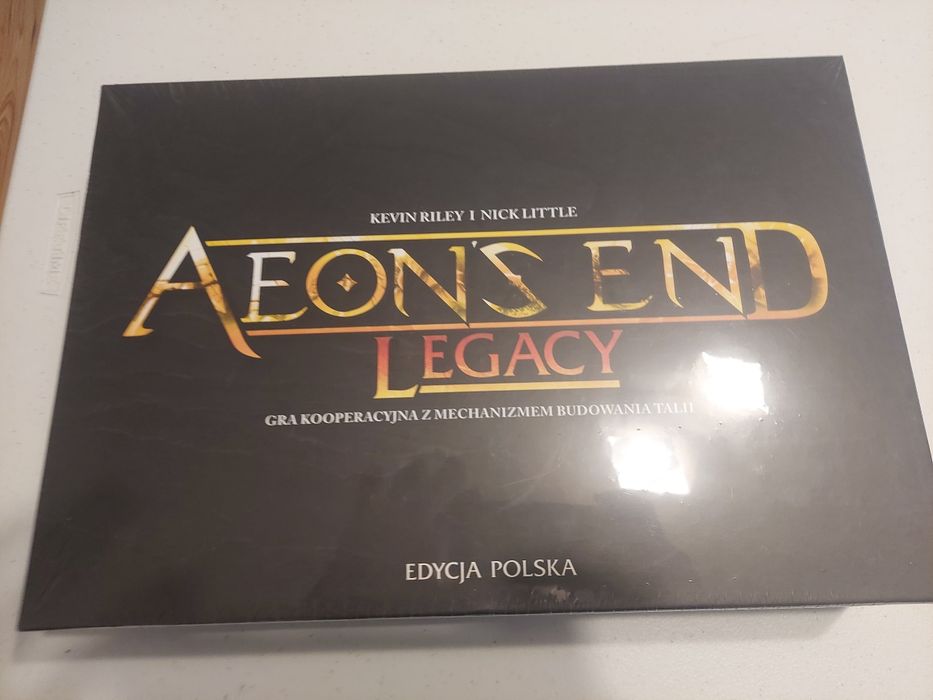 KEVIN RILEY I NICK LITTLE
AEON'S END
LEGACY
GRA KOOPERACYJNA Z MECHANIZMEM BUDOWANIA TALII
EDYCJA POLSKA